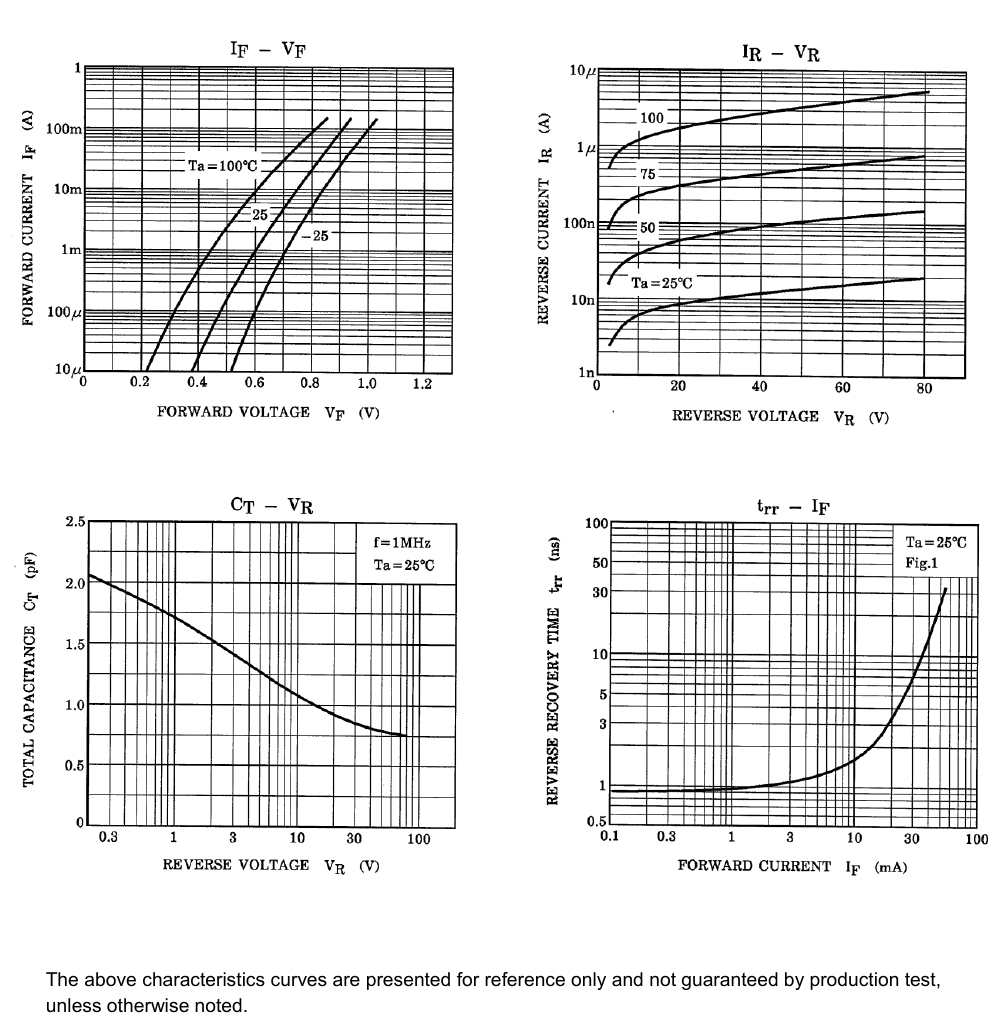 IF – VF
FORWARD CURRENT IF (A)
1
100m
10m
1m
100μ
10μ
Ta=100℃
25
−25
0 0.2 0.4 0.6 0.8 1.0 1.2
FORWARD VOLTAGE VF (V)
IR – VR
REVERSE CURRENT IR (A)
10μ
1μ
100n
10n
1n
100
75
50
Ta=25℃
0 20 40 60 80
REVERSE VOLTAGE VR (V)
CT – VR
TOTAL CAPACITANCE CT (pF)
2.5
2.0
1.5
1.0
0.5
0
f=1MHz
Ta=25℃
0.3 1 3 10 30 100
REVERSE VOLTAGE VR (V)
trr – IF
REVERSE RECOVERY TIME trr (ns)
100
50
30
10
5
3
1
0.5
Ta=25℃
Fig.1
0.1 0.3 1 3 10 30 100
FORWARD CURRENT IF (mA)
The above characteristics curves are presented for reference only and not guaranteed by production test,
unless otherwise noted.